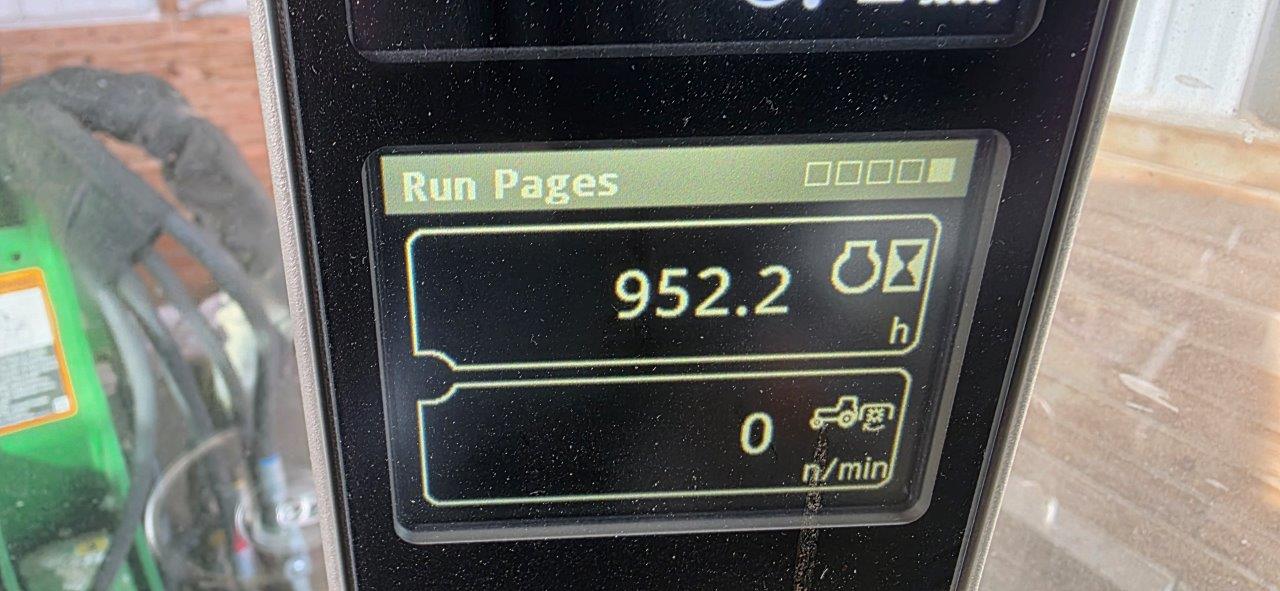 Run Pages
952.2
h
0
n/min